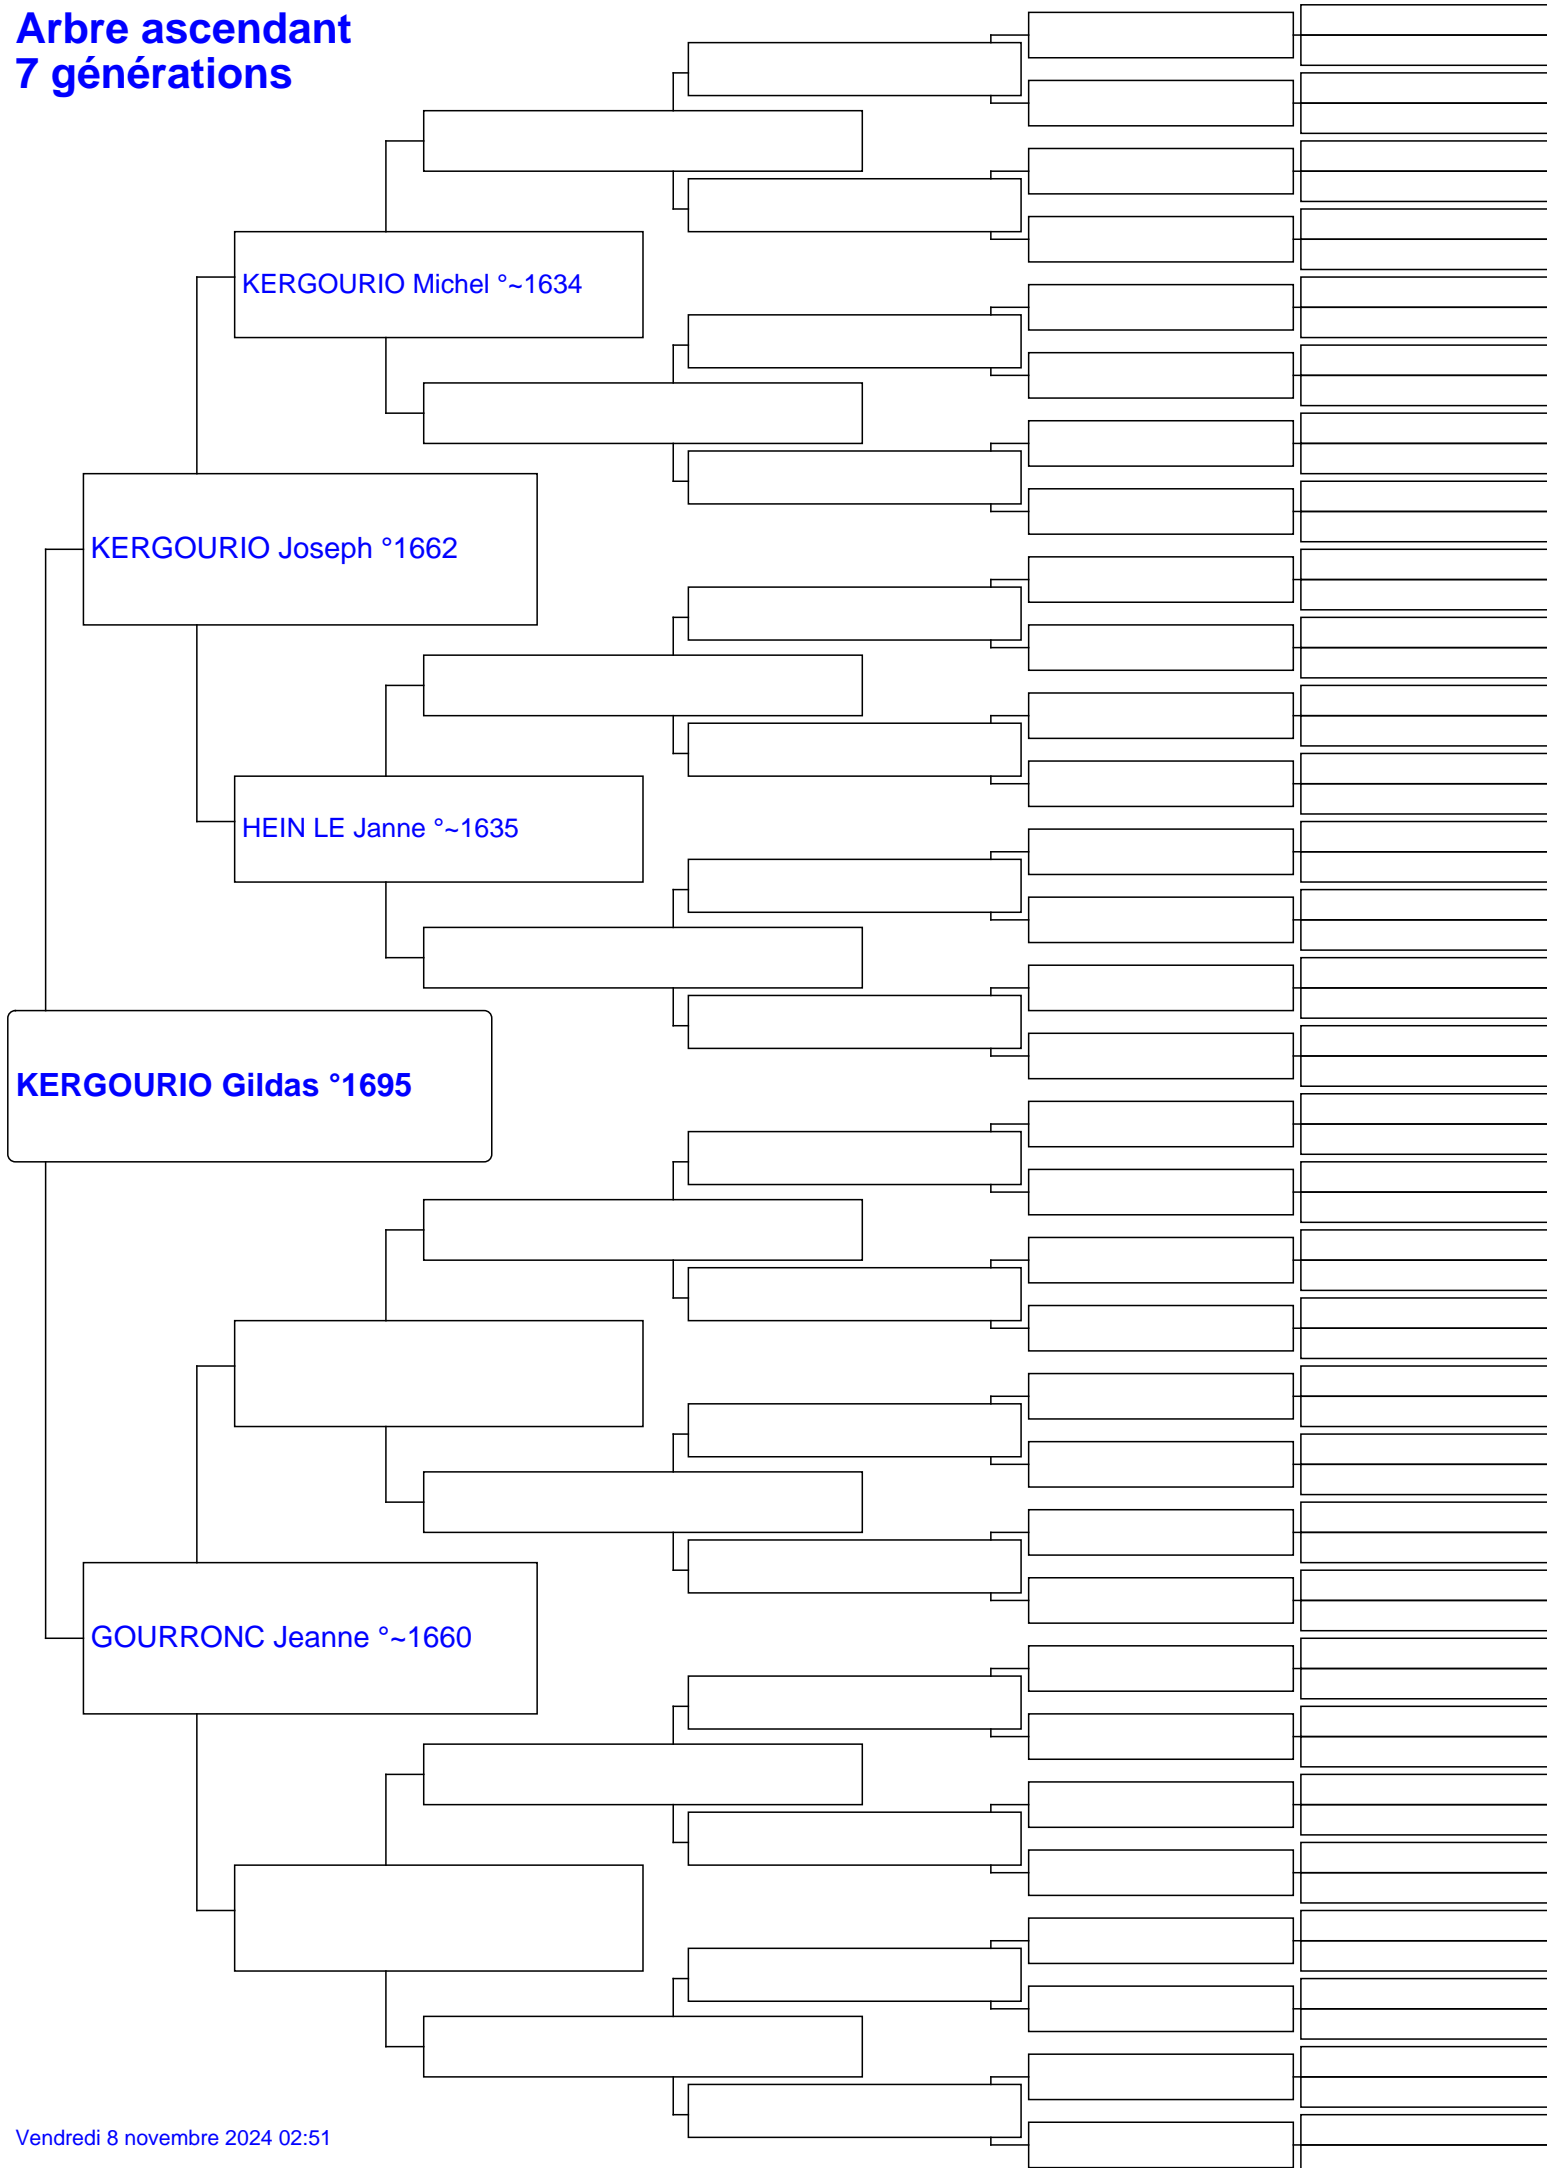 Arbre ascendant
7 générations
KERGOURIO Michel °~1634
KERGOURIO Joseph °1662
HEIN LE Janne °~1635
KERGOURIO Gildas °1695
GOURRONC Jeanne °~1660
Vendredi 8 novembre 2024 02:51